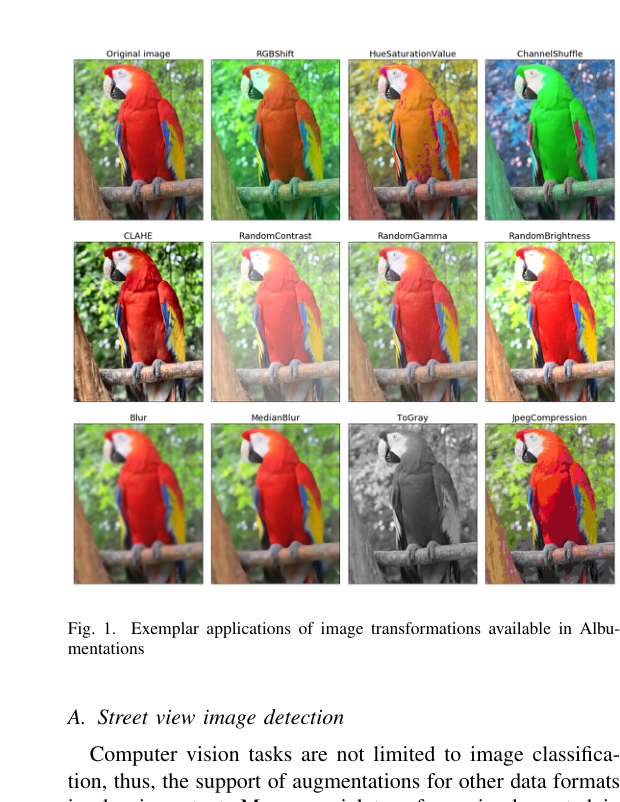 Original image RGBShift HueSaturationValue ChannelShuffle
CLAHE RandomContrast RandomGamma RandomBrightness
Blur MedianBlur ToGray JpegCompression
Fig. 1. Exemplar applications of image transformations available in Albu-
mentations
A. Street view image detection
Computer vision tasks are not limited to image classifica-
tion, thus, the support of augmentations for other data formats